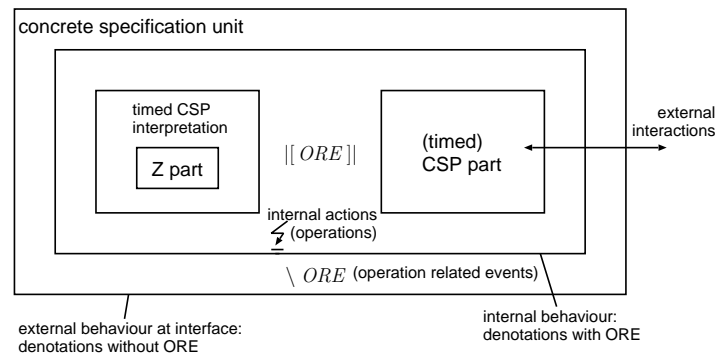 concrete specification unit
timed CSP
interpretation
Z part
|[ ORE ]|
(timed)
CSP part
external
interactions
internal actions
(operations)
\ ORE (operation related events)
external behaviour at interface:
denotations without ORE
internal behaviour:
denotations with ORE